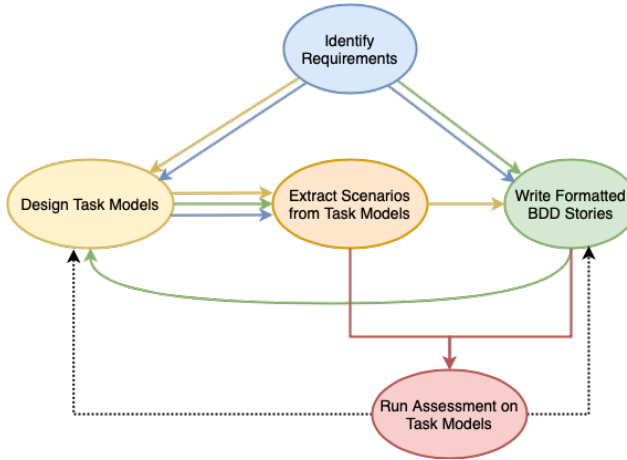 Identify
Requirements
Design Task Models
Extract Scenarios
from Task Models
Write Formatted
BDD Stories
Run Assessment on
Task Models